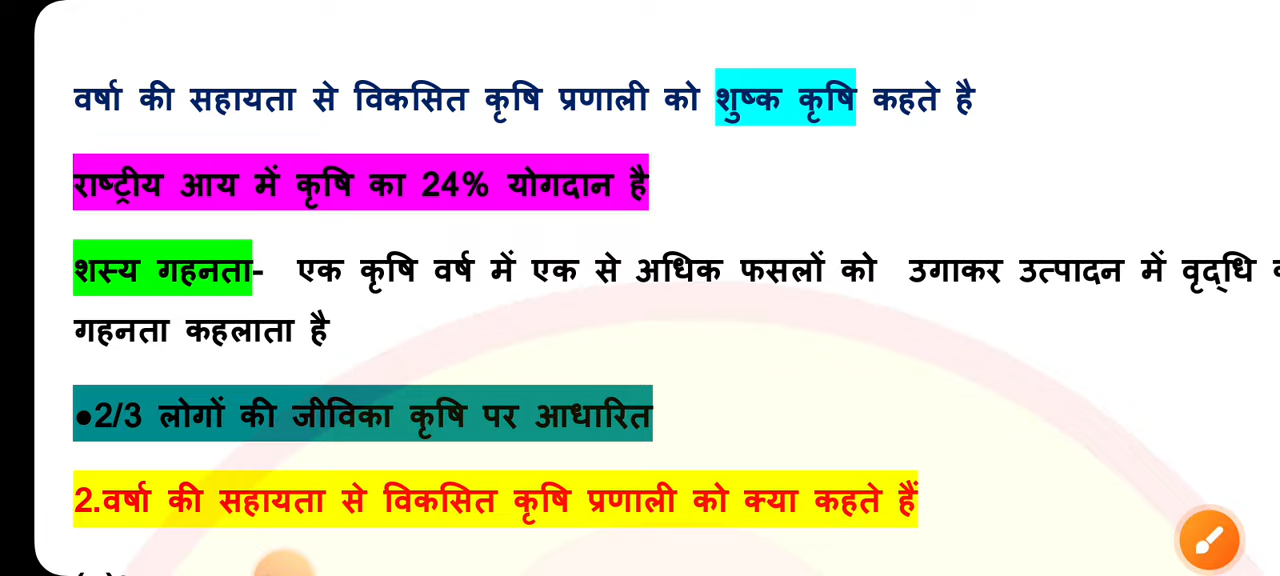 वर्षा की सहायता से विकसित कृषि प्रणाली को शुष्क कृषि कहते है
राष्ट्रीय आय में कृषि का 24% योगदान है
शस्य गहनता- एक कृषि वर्ष में एक से अधिक फसलों को उगाकर उत्पादन में वृद्धि
गहनता कहलाता है
●2/3 लोगों की जीविका कृषि पर आधारित
2.वर्षा की सहायता से विकसित कृषि प्रणाली को क्या कहते हैं